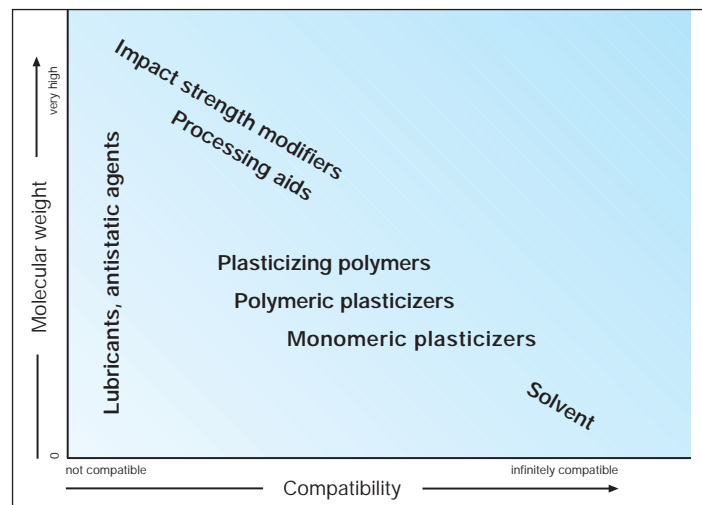 very high
Impact strength modifiers
Processing aids
Lubricants, antistatic agents
Molecular weight
Plasticizing polymers
Polymeric plasticizers
Monomeric plasticizers
Solvent
0
not compatible
infinitely compatible
Compatibility